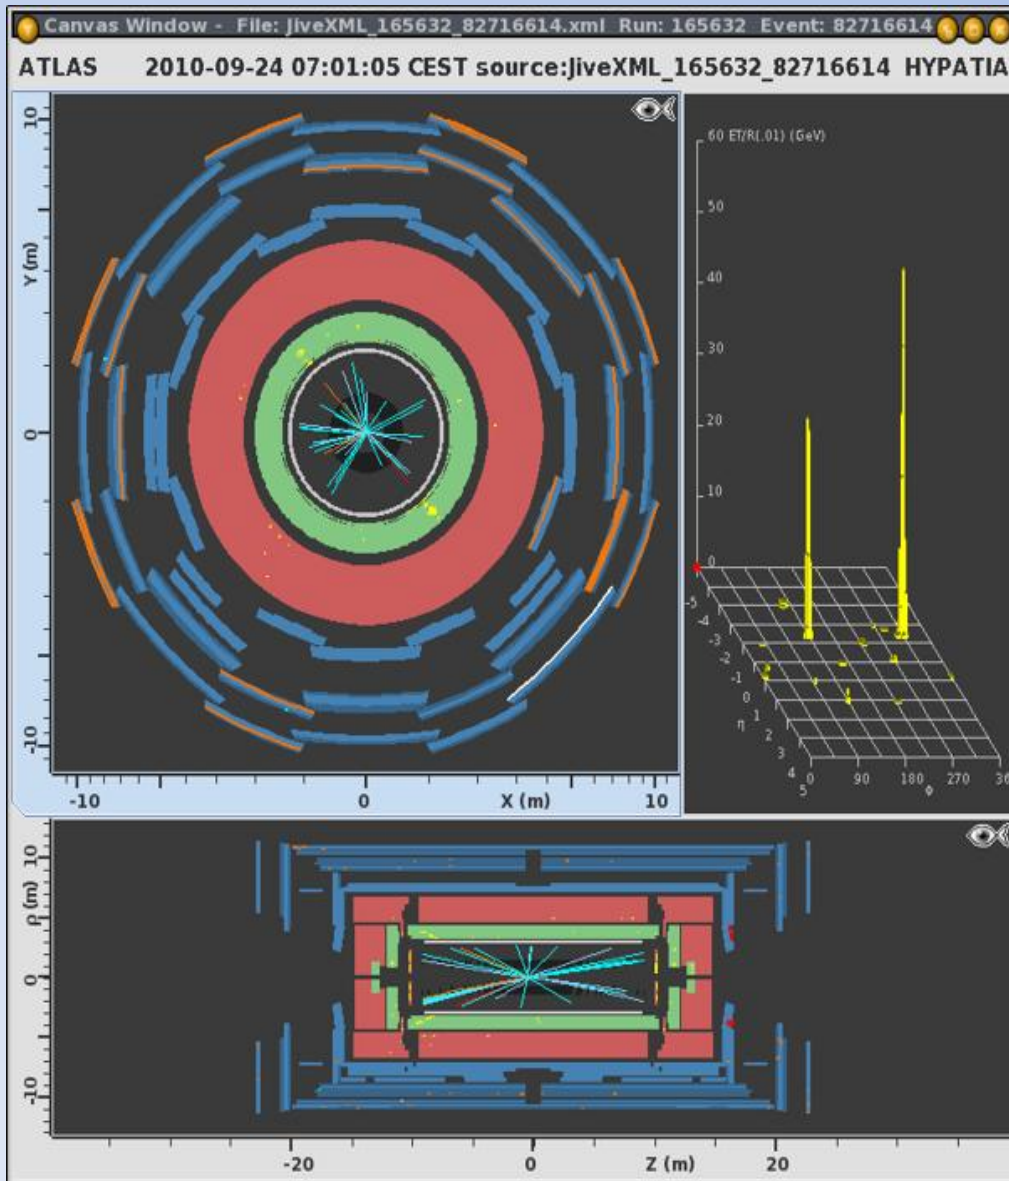 Canvas Window - File: JiveXML_165632_82716614.xml Run: 165632 Event: 82716614
ATLAS 2010-09-24 07:01:05 CEST source:JiveXML_165632_82716614 HYPATIA
10
Y (m)
0
-10
-10 0 X (m) 10
60 ET/R(.01) (GeV)
50
40
30
20
10
0
-5
-4
-3
-2
-1
0
1
η
2
3
4
5
0 90 180 270 36
Φ
10
ρ (m)
0
-10
-20 0 Z (m) 20